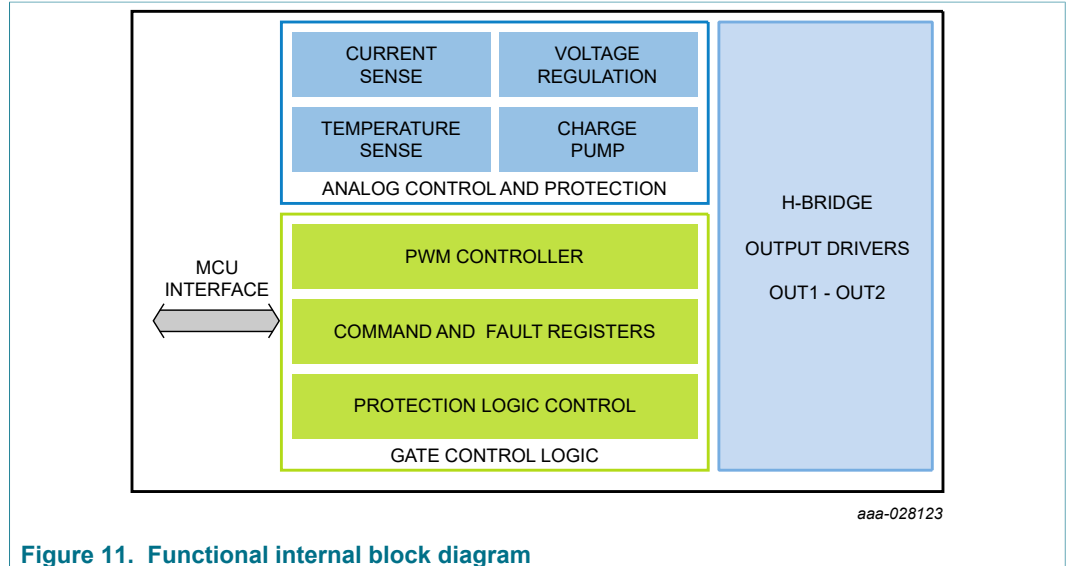 CURRENT
SENSE
VOLTAGE
REGULATION
TEMPERATURE
SENSE
CHARGE
PUMP
ANALOG CONTROL AND PROTECTION
MCU
INTERFACE
PWM CONTROLLER
COMMAND AND FAULT REGISTERS
PROTECTION LOGIC CONTROL
GATE CONTROL LOGIC
H-BRIDGE
OUTPUT DRIVERS
OUT1 - OUT2
aaa-028123
Figure 11. Functional internal block diagram